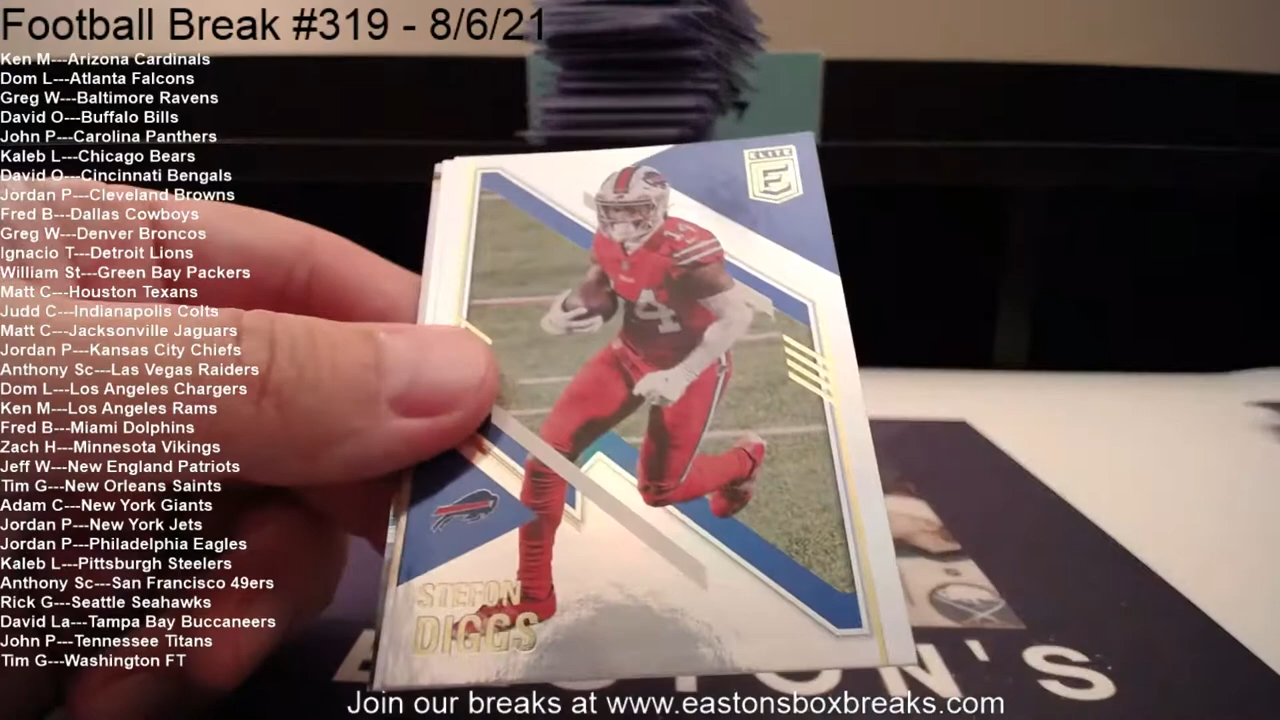 Football Break #319 - 8/6/21
Ken M---Arizona Cardinals
Dom L---Atlanta Falcons
Greg W---Baltimore Ravens
David O---Buffalo Bills
John P---Carolina Panthers
Kaleb L---Chicago Bears
David O---Cincinnati Bengals
Jordan P---Cleveland Browns
Fred B---Dallas Cowboys
Greg W---Denver Broncos
Ignacio T---Detroit Lions
William St---Green Bay Packers
Matt C---Houston Texans
Judd C---Indianapolis Colts
Matt C---Jacksonville Jaguars
Jordan P---Kansas City Chiefs
Anthony Sc---Las Vegas Raiders
Dom L---Los Angeles Chargers
Ken M---Los Angeles Rams
Fred B---Miami Dolphins
Zach H---Minnesota Vikings
Jeff W---New England Patriots
Tim G---New Orleans Saints
Adam C---New York Giants
Jordan P---New York Jets
Jordan P---Philadelphia Eagles
Kaleb L---Pittsburgh Steelers
Anthony Sc---San Francisco 49ers
Rick G---Seattle Seahawks
David La---Tampa Bay Buccaneers
John P---Tennessee Titans
Tim G---Washington FT
ELITE
E
14
14
STEFON
DIGGS
Join our breaks at www.eastonsboxbreaks.com